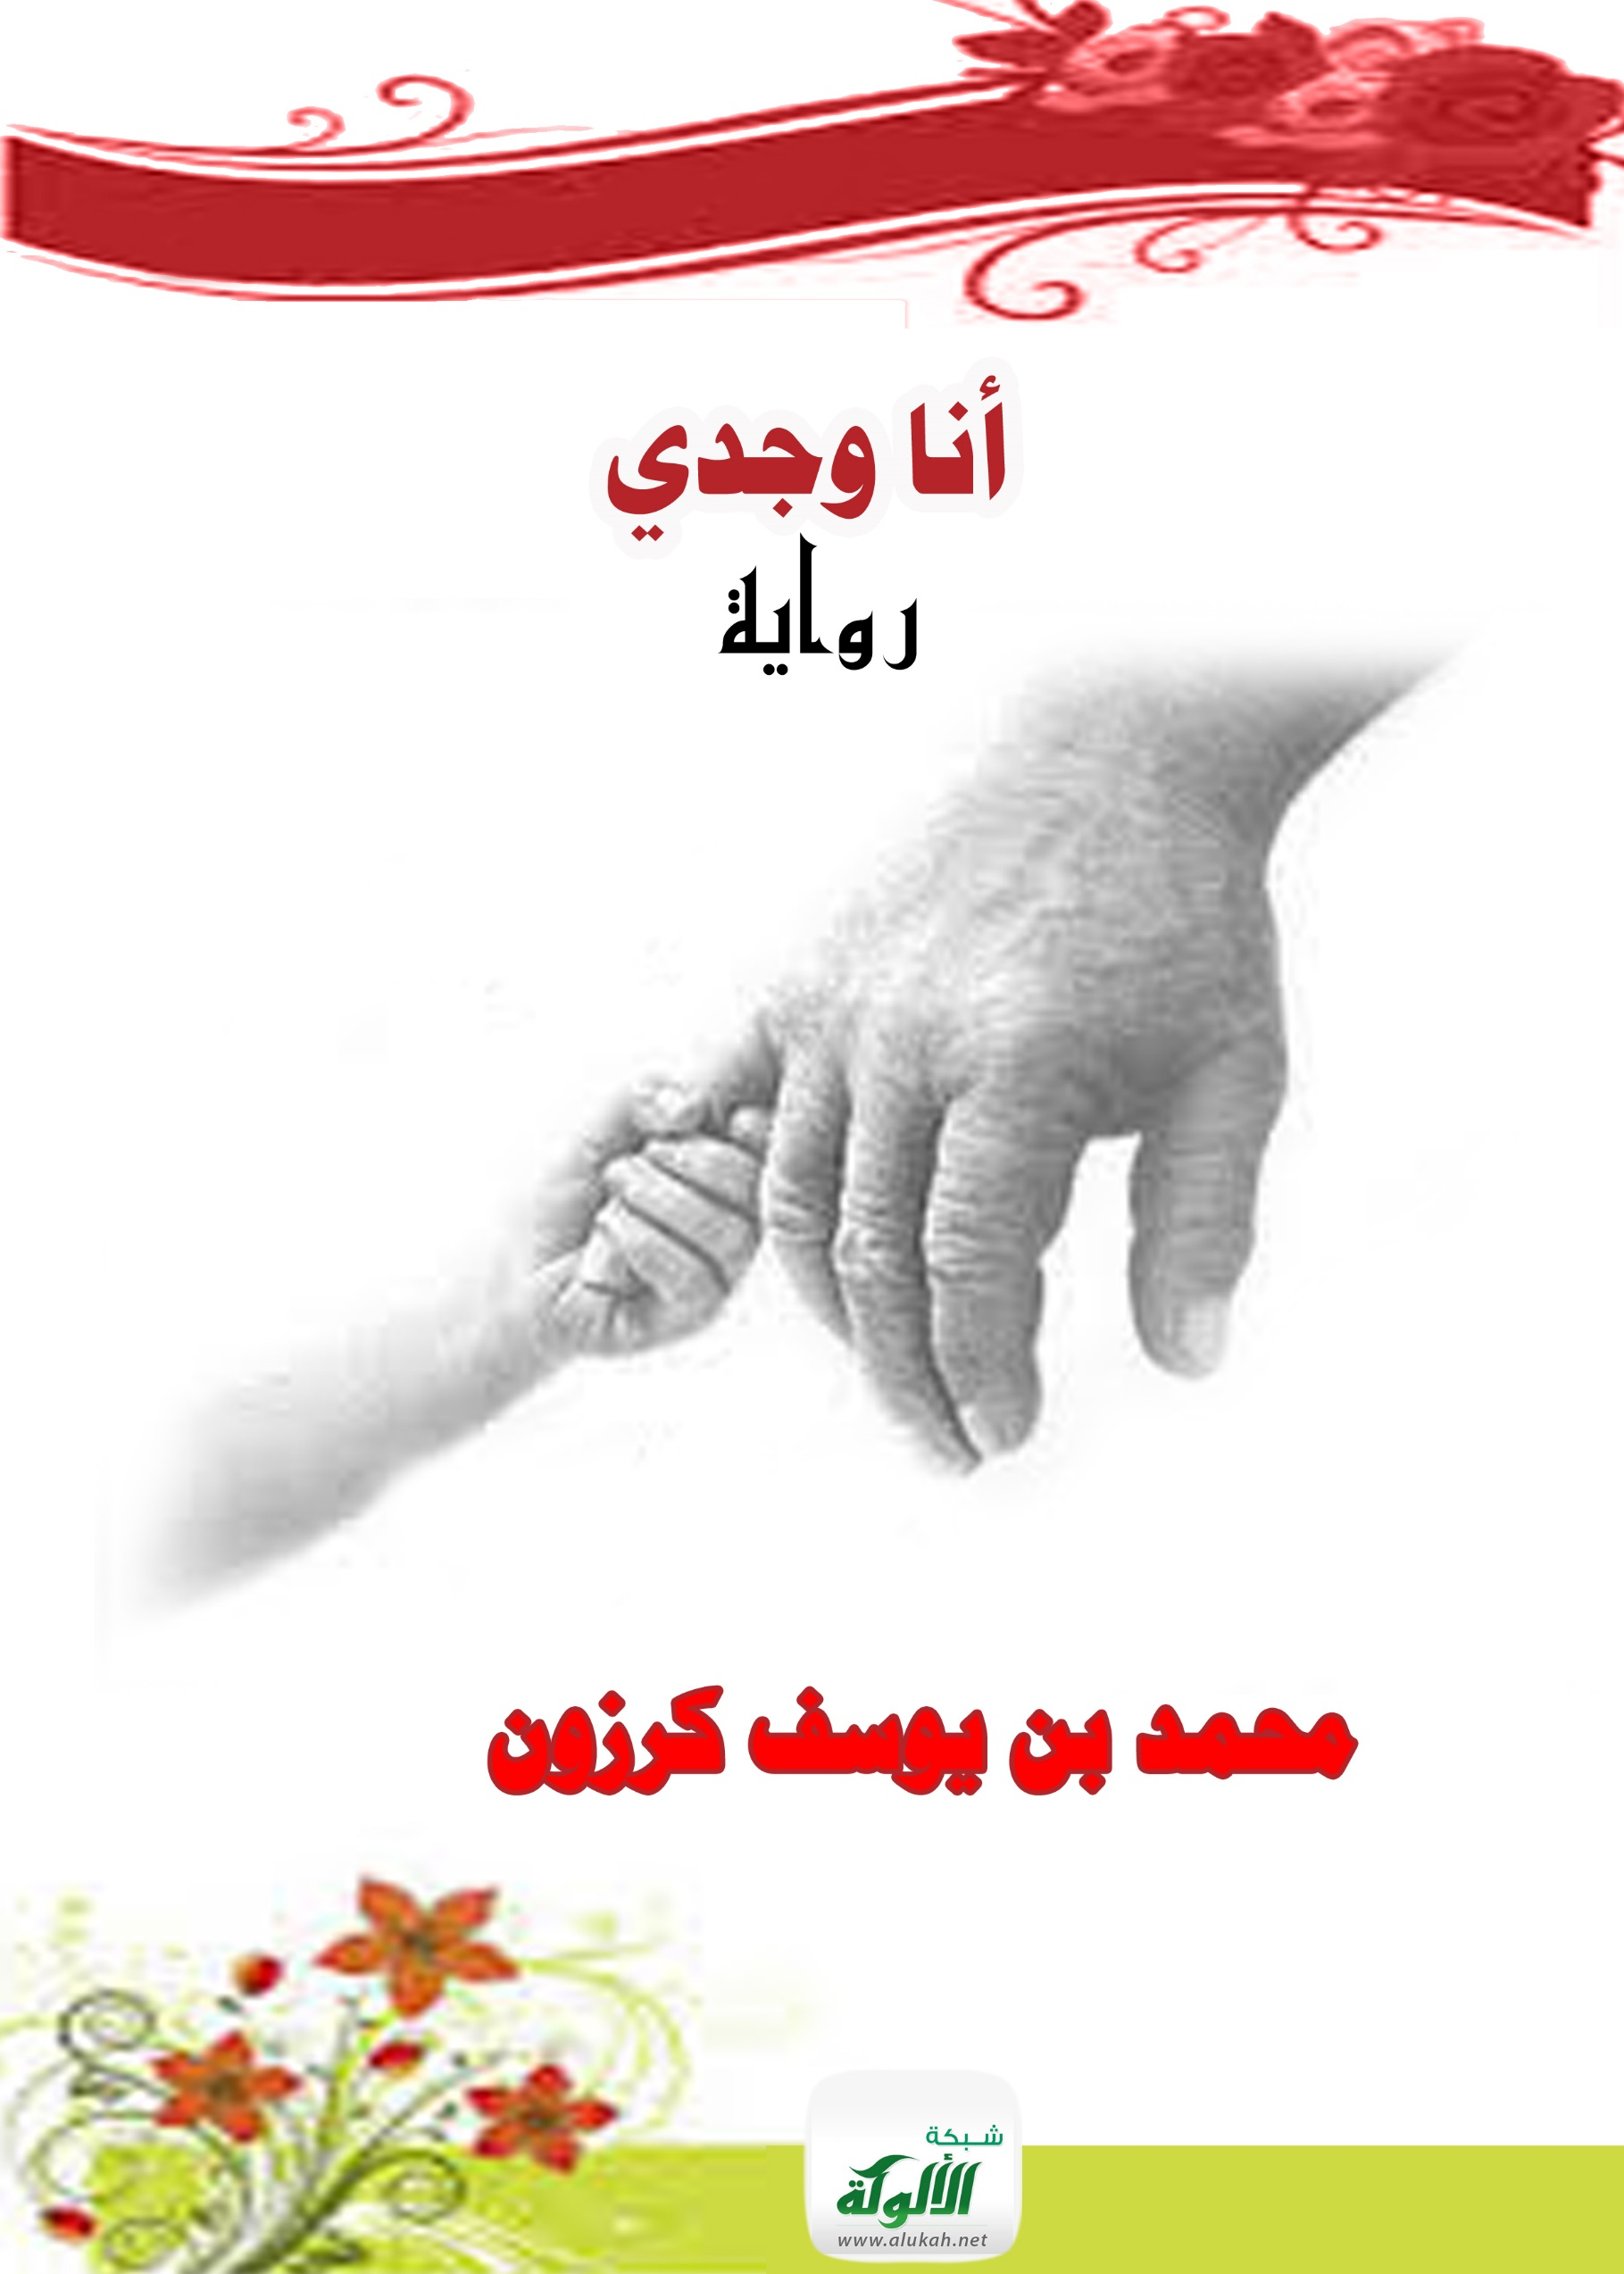 أنا وجدي
رواية
محمد بن يوسف كرزون
شبكة
الألوكة
www.alukah.net